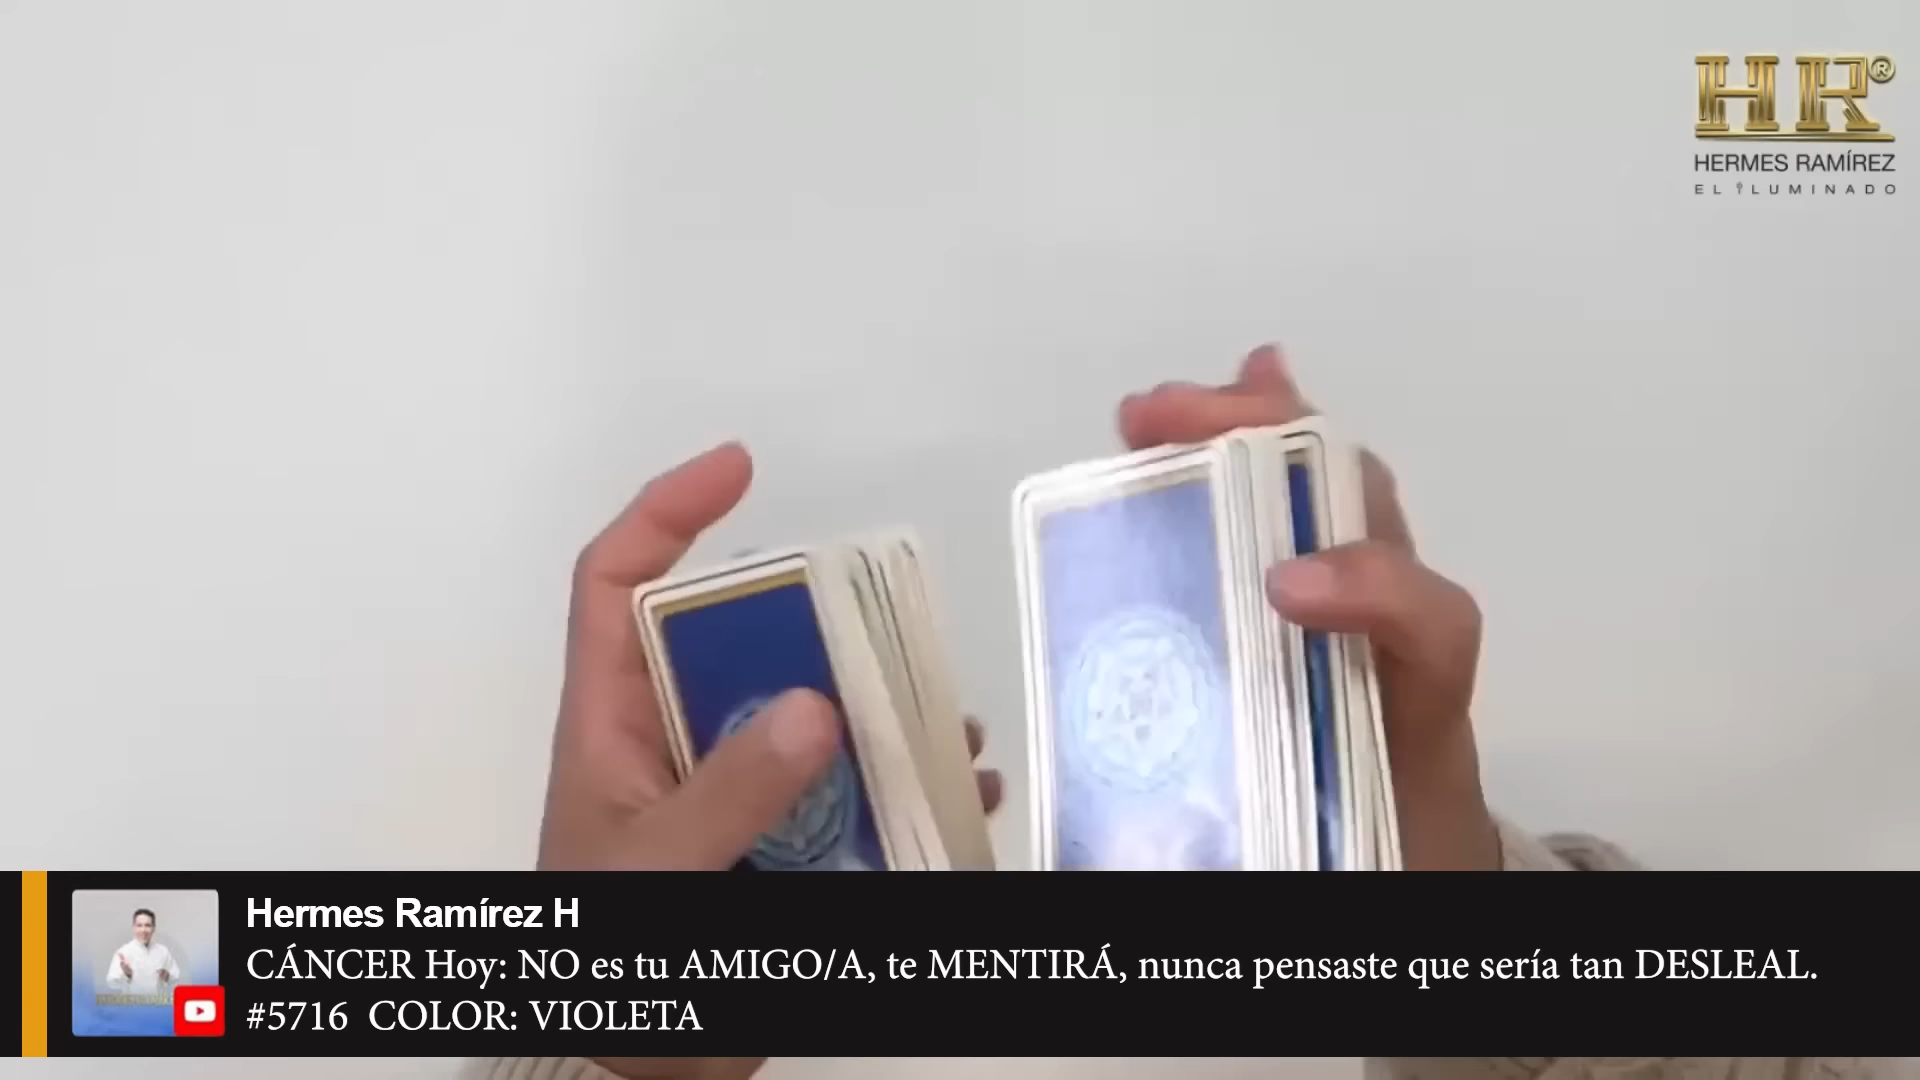 HR®
HERMES RAMÍREZ
EL ILUMINADO
Hermes Ramírez H
CÁNCER Hoy: NO es tu AMIGO/A, te MENTIRÁ, nunca pensaste que sería tan DESLEAL.
#5716 COLOR: VIOLETA